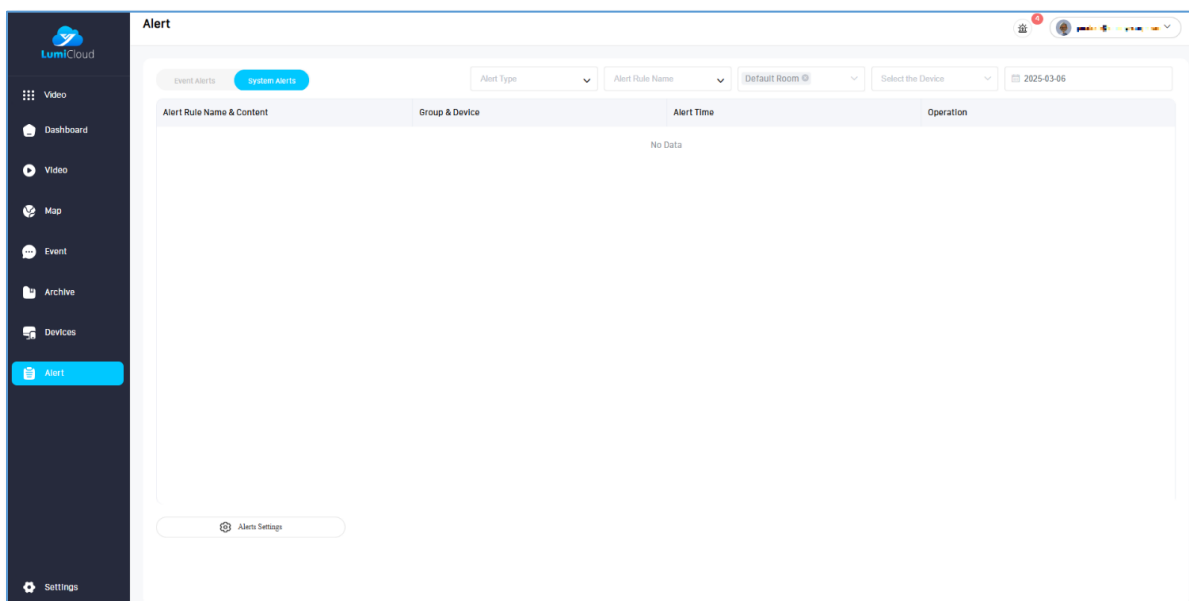 Alert
4
LumiCloud
Event Alerts System Alerts Alert Type Alert Rule Name Default Room Select the Device 2025-03-06
Video
Alert Rule Name & Content Group & Device Alert Time Operation
Dashboard
No Data
Video
Map
Event
Archive
Devices
Alert
Alerts Settings
Settings